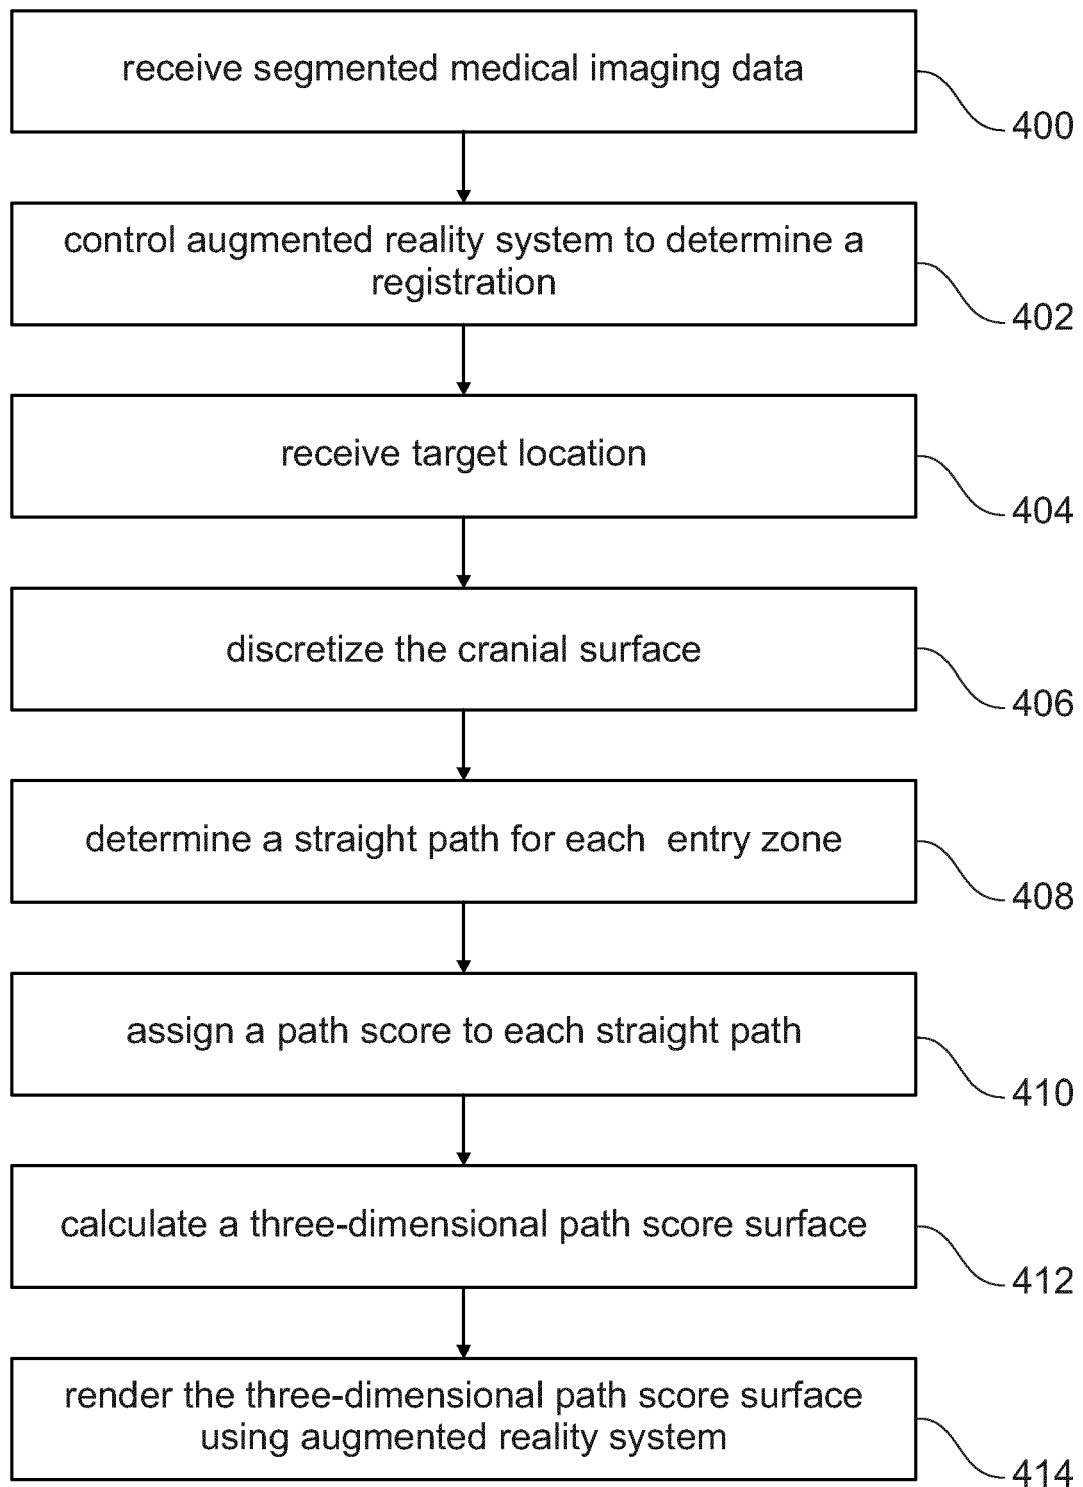 receive segmented medical imaging data
400
control augmented reality system to determine a
registration
402
receive target location
404
discretize the cranial surface
406
determine a straight path for each  entry zone
408
assign a path score to each straight path
410
calculate a three-dimensional path score surface
412
render the three-dimensional path score surface
using augmented reality system
414